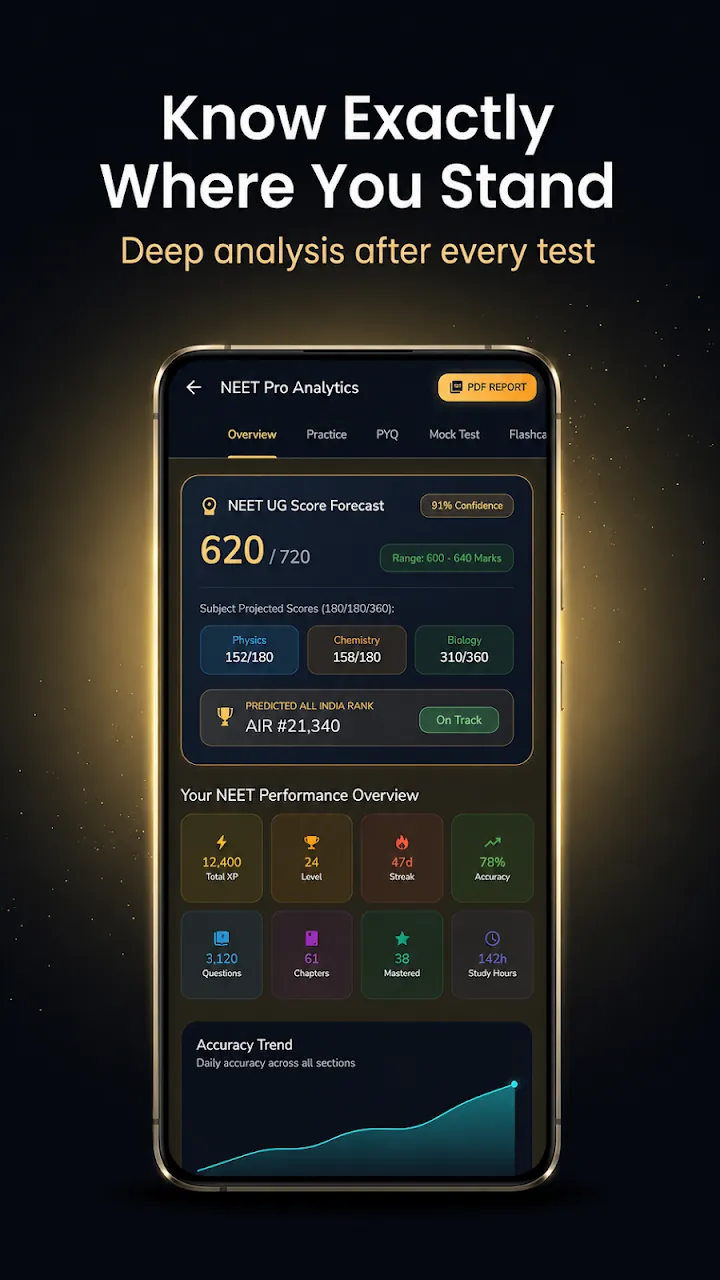 Know Exactly
Where You Stand
Deep analysis after every test
NEET Pro Analytics
PDF REPORT
Overview Practice PYQ Mock Test Flashca
NEET UG Score Forecast
91% Confidence
620 / 720
Range: 600 - 640 Marks
Subject Projected Scores (180/180/360):
Physics Chemistry Biology
152/180 158/180 310/360
PREDICTED ALL INDIA RANK
AIR #21,340
On Track
Your NEET Performance Overview
12,400 24 47d 78%
Total XP Level Streak Accuracy
3,120 61 38 142h
Questions Chapters Mastered Study Hours
Accuracy Trend
Daily accuracy across all sections